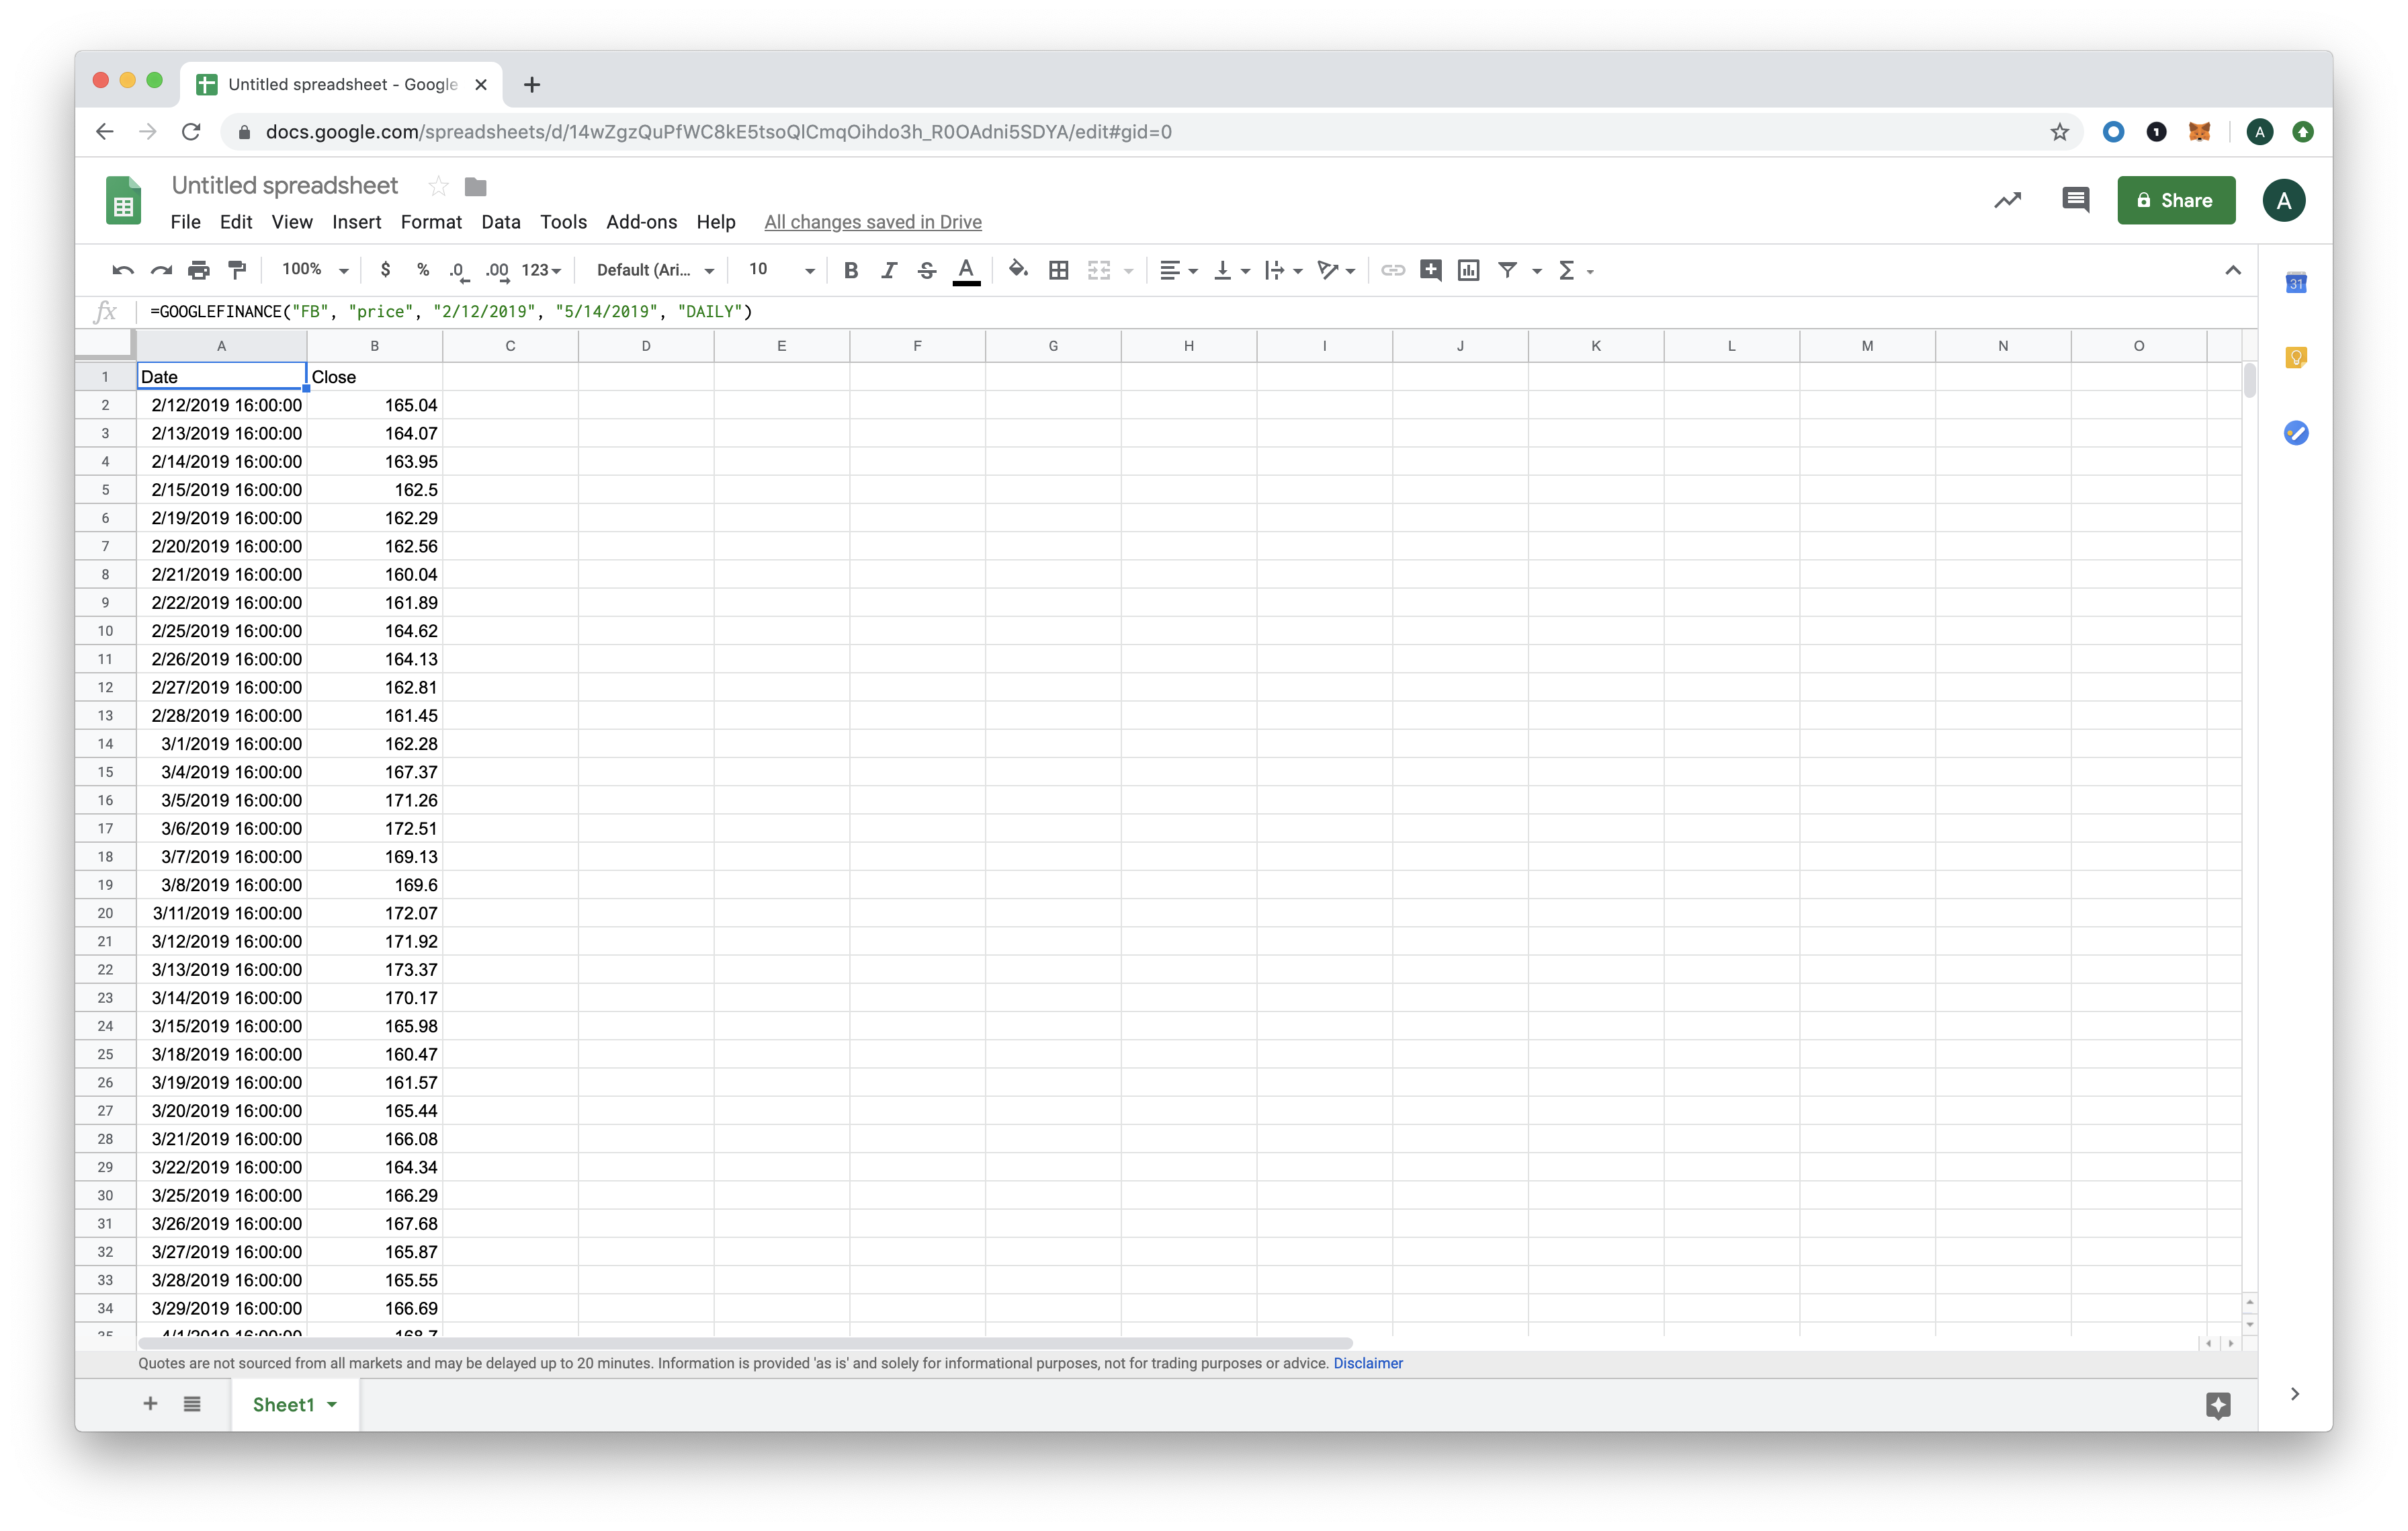 Untitled spreadsheet - Google
docs.google.com/spreadsheets/d/14wZgzQuPfWC8kE5tsoQlCmqOihdo3h_R0OAdni5SDYA/edit#gid=0
A
Untitled spreadsheet
File Edit View Insert Format Data Tools Add-ons Help All changes saved in Drive
Share
A
100% $ % .0 .00 123 Default (Ari... 10 B I S A Σ
31
fx =GOOGLEFINANCE("FB", "price", "2/12/2019", "5/14/2019", "DAILY")
A B C D E F G H I J K L M N O
1 Date Close
2 2/12/2019 16:00:00 165.04
3 2/13/2019 16:00:00 164.07
4 2/14/2019 16:00:00 163.95
5 2/15/2019 16:00:00 162.5
6 2/19/2019 16:00:00 162.29
7 2/20/2019 16:00:00 162.56
8 2/21/2019 16:00:00 160.04
9 2/22/2019 16:00:00 161.89
10 2/25/2019 16:00:00 164.62
11 2/26/2019 16:00:00 164.13
12 2/27/2019 16:00:00 162.81
13 2/28/2019 16:00:00 161.45
14 3/1/2019 16:00:00 162.28
15 3/4/2019 16:00:00 167.37
16 3/5/2019 16:00:00 171.26
17 3/6/2019 16:00:00 172.51
18 3/7/2019 16:00:00 169.13
19 3/8/2019 16:00:00 169.6
20 3/11/2019 16:00:00 172.07
21 3/12/2019 16:00:00 171.92
22 3/13/2019 16:00:00 173.37
23 3/14/2019 16:00:00 170.17
24 3/15/2019 16:00:00 165.98
25 3/18/2019 16:00:00 160.47
26 3/19/2019 16:00:00 161.57
27 3/20/2019 16:00:00 165.44
28 3/21/2019 16:00:00 166.08
29 3/22/2019 16:00:00 164.34
30 3/25/2019 16:00:00 166.29
31 3/26/2019 16:00:00 167.68
32 3/27/2019 16:00:00 165.87
33 3/28/2019 16:00:00 165.55
34 3/29/2019 16:00:00 166.69
35 4/1/2019 16:00:00 168.7
Quotes are not sourced from all markets and may be delayed up to 20 minutes. Information is provided 'as is' and solely for informational purposes, not for trading purposes or advice. Disclaimer
Sheet1